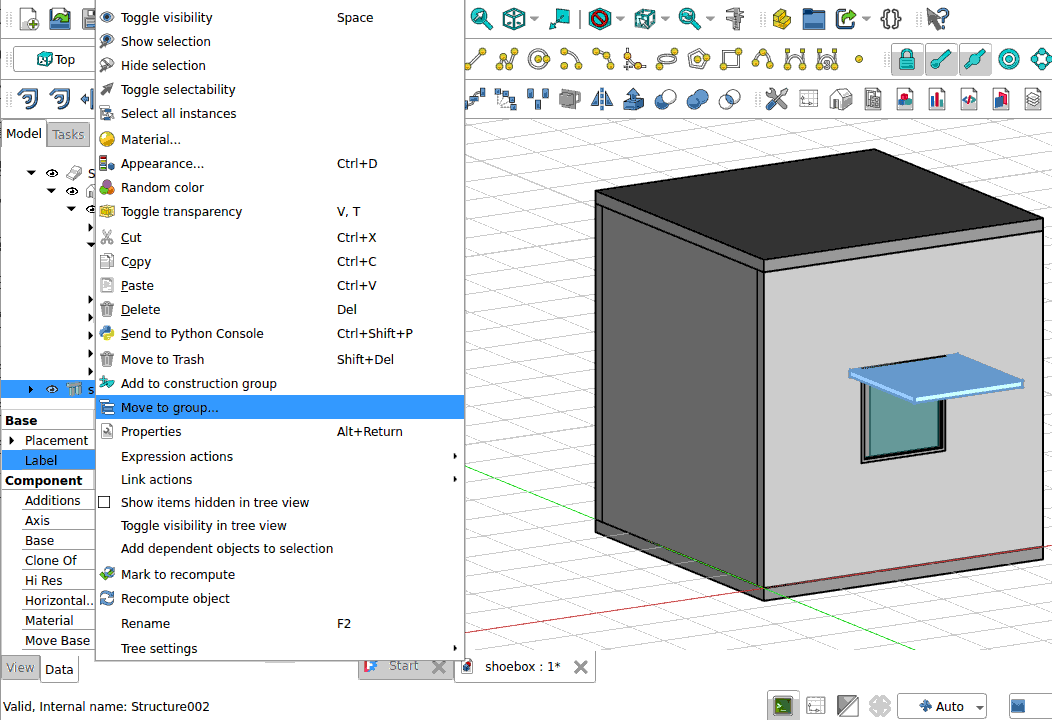 Top
Model
Tasks
S
s
Base
Placement
Label
Component
Additions
Axis
Base
Clone Of
Hi Res
Horizontal...
Material
Move Base
View
Data
Toggle visibility Space
Show selection
Hide selection
Toggle selectability
Select all instances
Material...
Appearance... Ctrl+D
Random color
Toggle transparency V, T
Cut Ctrl+X
Copy Ctrl+C
Paste Ctrl+V
Delete Del
Send to Python Console Ctrl+Shift+P
Move to Trash Shift+Del
Add to construction group
Move to group...
Properties Alt+Return
Expression actions
Link actions
Show items hidden in tree view
Toggle visibility in tree view
Add dependent objects to selection
Mark to recompute
Recompute object
Rename F2
Tree settings
Start
shoebox : 1*
Valid, Internal name: Structure002
Auto